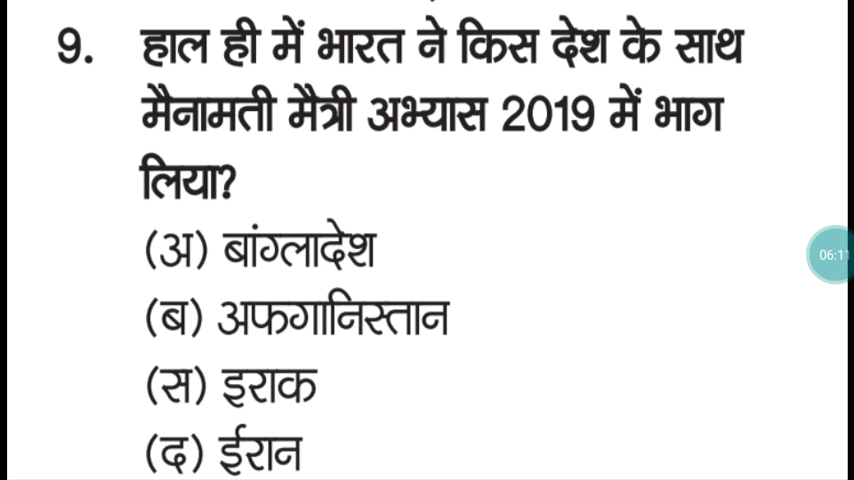 9. हाल ही में भारत ने किस देश के साथ
मैनामती मैत्री अभ्यास 2019 में भाग
लिया?
(अ) बांग्लादेश
(ब) अफगानिस्तान
(स) इराक
(द) ईरान
06:11